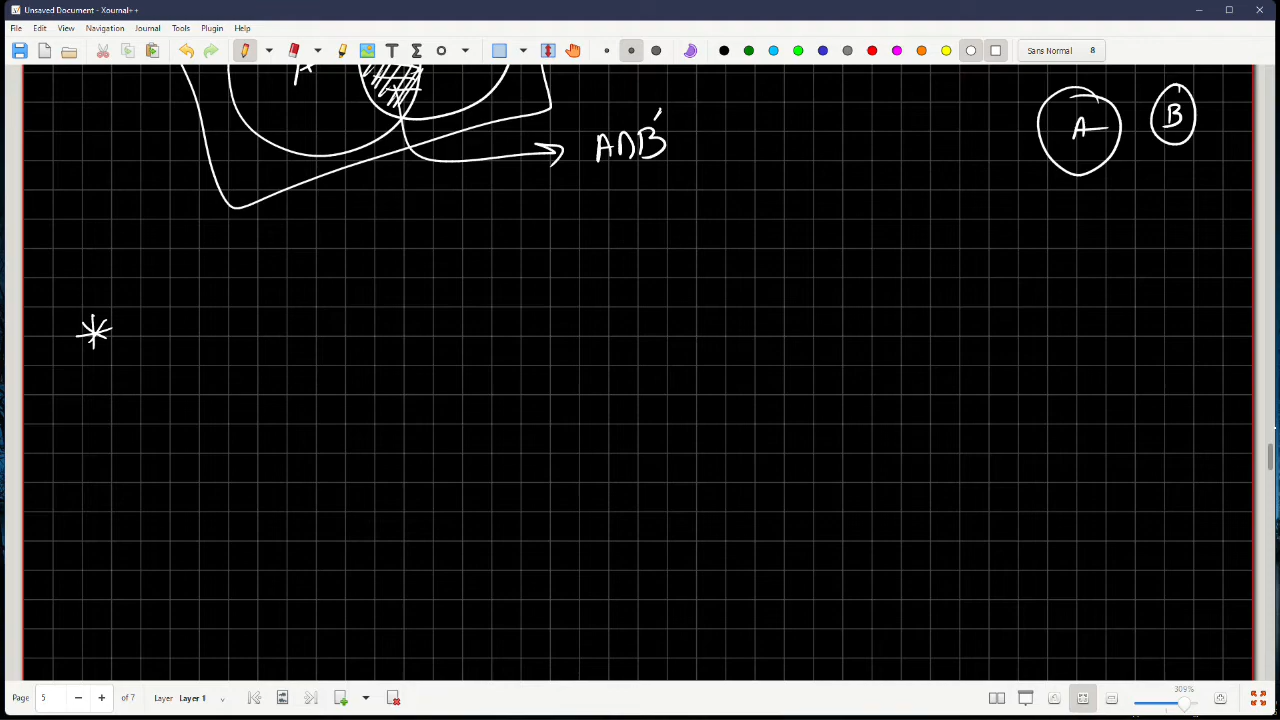 Unsaved Document - Xournal++
File Edit View Navigation Journal Tools Plugin Help
Sans Normal 8
A
A
B
A∩B
*
Page 5 of 7 Layer Layer 1 309%